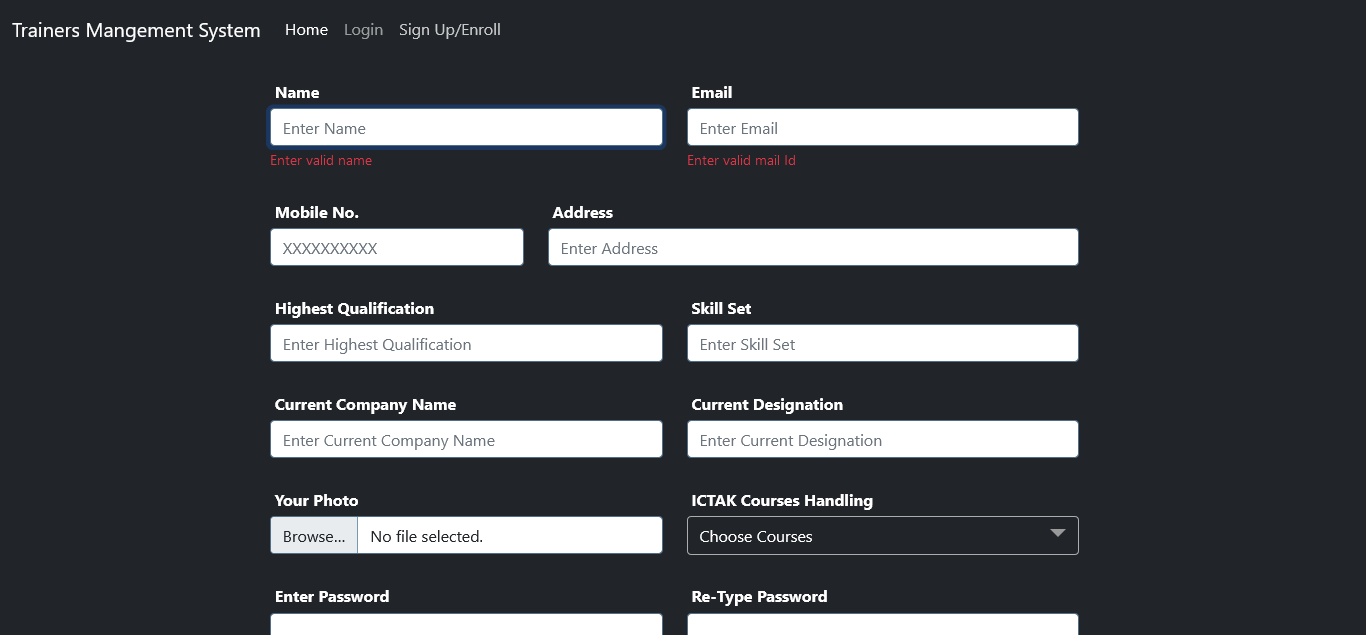 Trainers Mangement System Home Login Sign Up/Enroll
Name Email
Enter Name Enter Email
Enter valid name Enter valid mail Id
Mobile No. Address
XXXXXXXXXX Enter Address
Highest Qualification Skill Set
Enter Highest Qualification Enter Skill Set
Current Company Name Current Designation
Enter Current Company Name Enter Current Designation
Your Photo ICTAK Courses Handling
Browse... No file selected. Choose Courses
Enter Password Re-Type Password